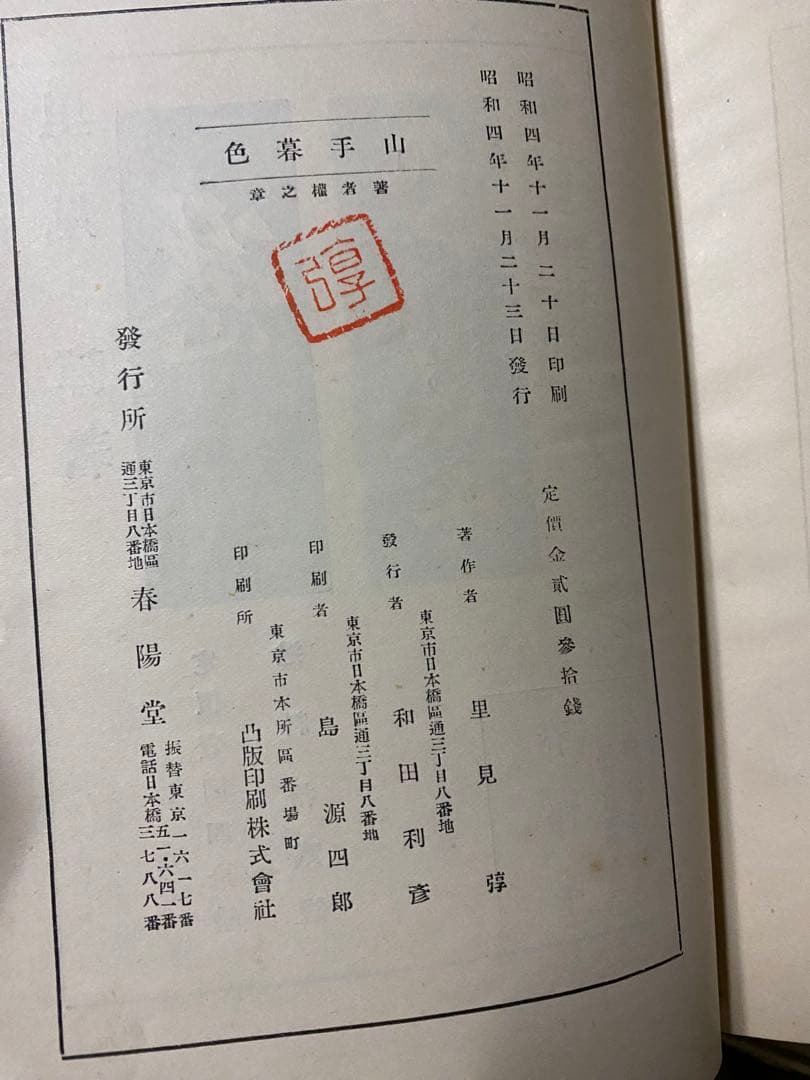 山手暮色
著者權之章
弴
昭和四年十一月二十日印刷
昭和四年十一月二十三日發行
定價金貳圓參拾錢
著作者 里見弴
東京市日本橋區通三丁目八番地
發行者 和田利彥
東京市日本橋區通三丁目八番地
印刷者 島源四郎
東京市本所區番場町
印刷所 凸版印刷株式會社
發行所
東京市日本橋區
通三丁目八番地
春陽堂
振替東京一六一七番
五一・六四一番
電話日本橋三七八八番